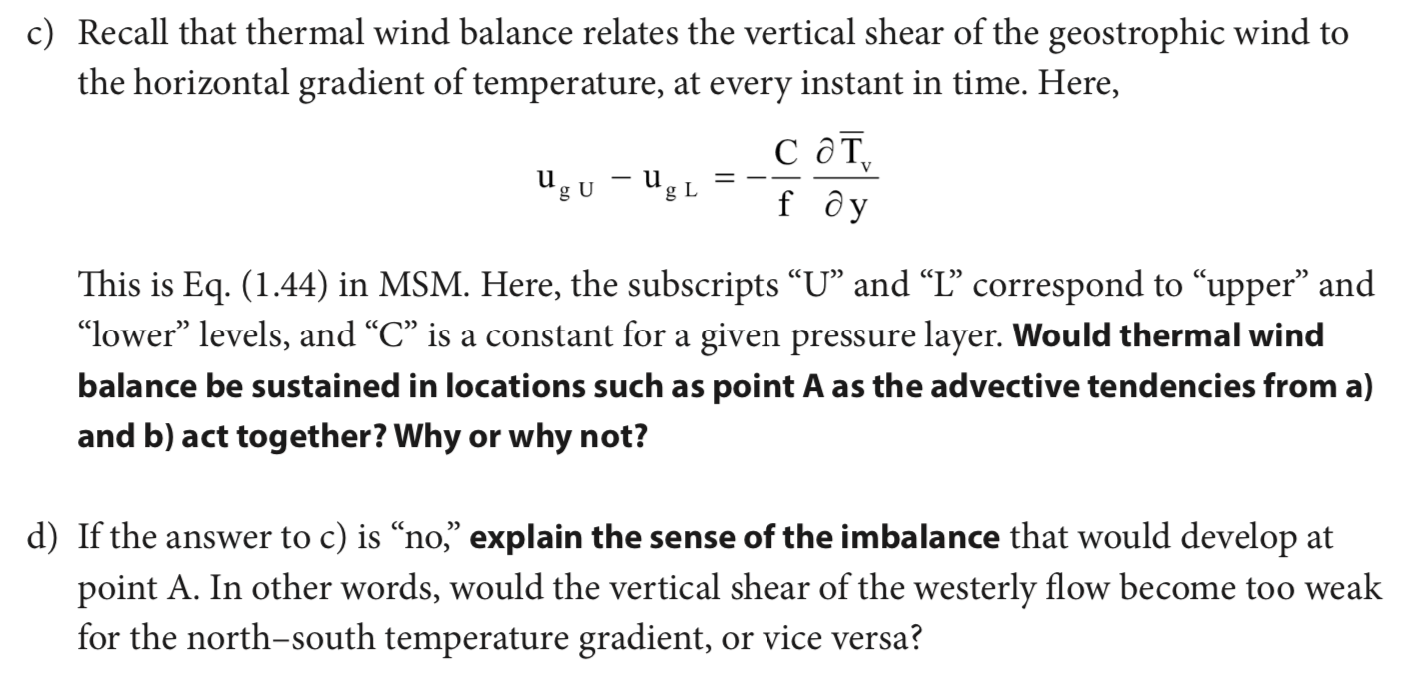 c) Recall that thermal wind balance relates the vertical shear of the geostrophic wind to
the horizontal gradient of temperature, at every instant in time. Here,
u_{g U} − u_{g L} = −\frac{C}{f} \frac{∂\overline{T}_v}{∂y}
This is Eq. (1.44) in MSM. Here, the subscripts “U” and “L” correspond to “upper” and
“lower” levels, and “C” is a constant for a given pressure layer. Would thermal wind
balance be sustained in locations such as point A as the advective tendencies from a)
and b) act together? Why or why not?
d) If the answer to c) is “no,” explain the sense of the imbalance that would develop at
point A. In other words, would the vertical shear of the westerly flow become too weak
for the north–south temperature gradient, or vice versa?